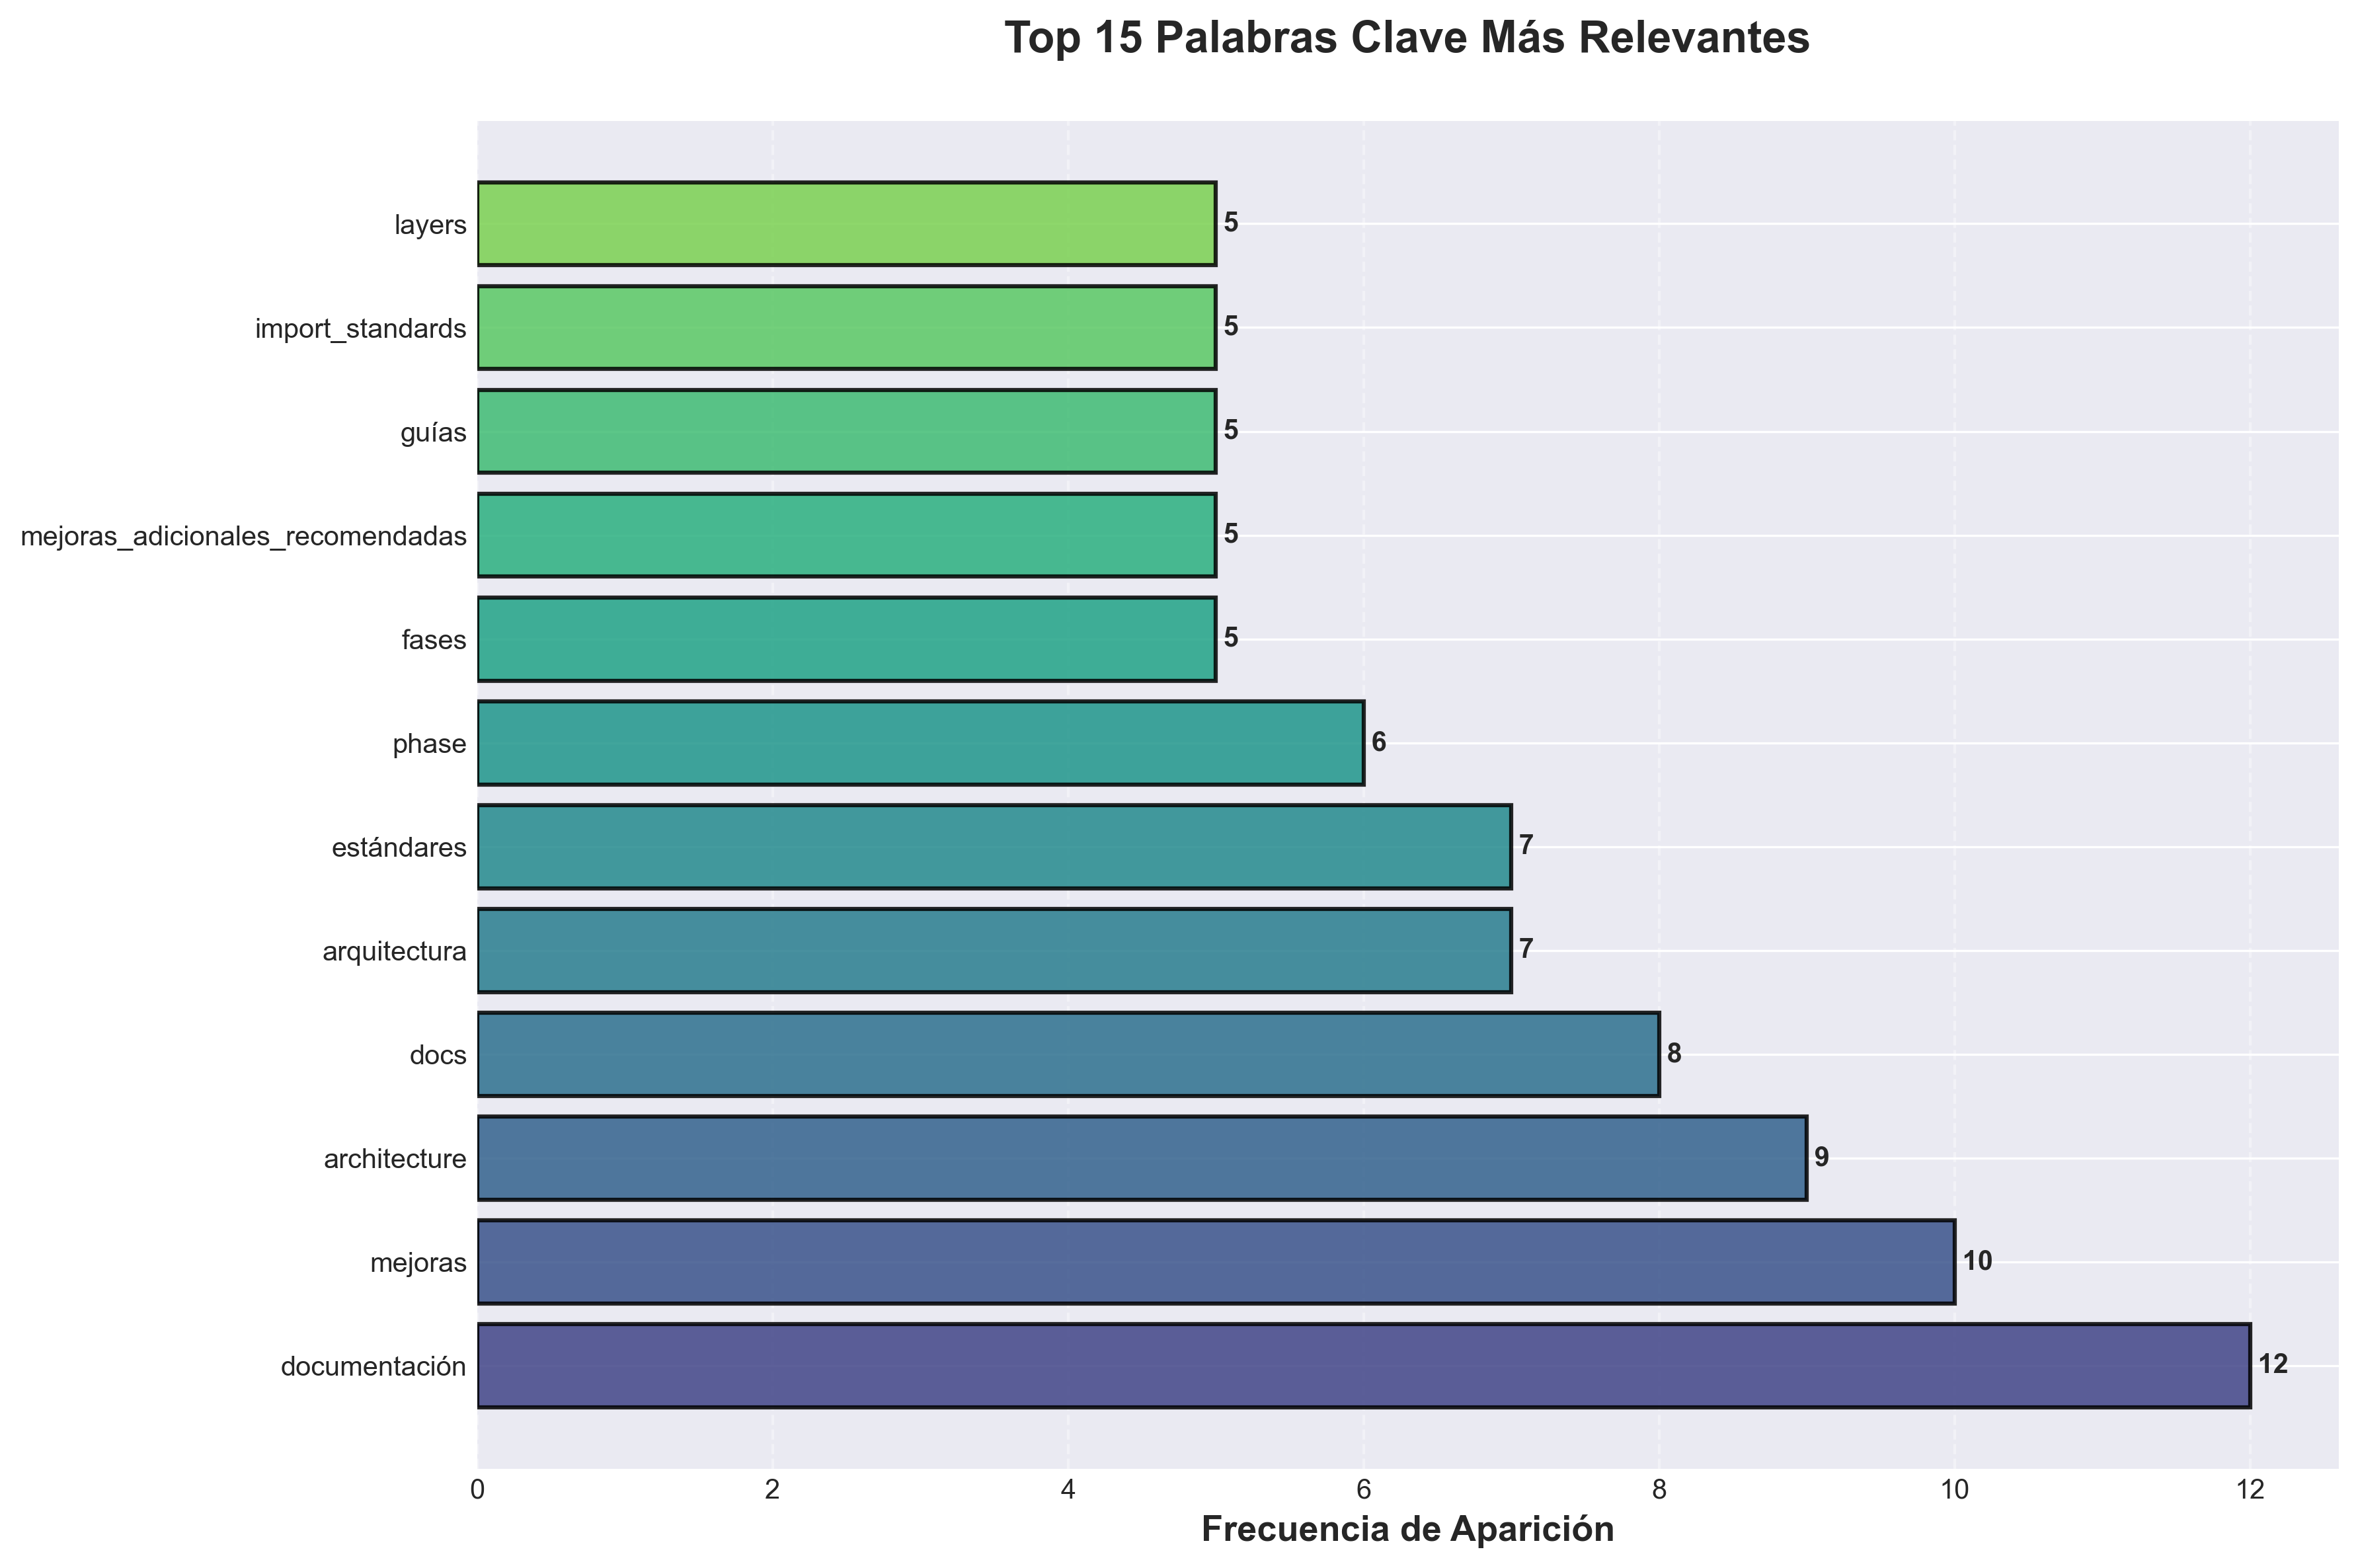 Top 15 Palabras Clave Más Relevantes
layers 5
import_standards 5
guías 5
mejoras_adicionales_recomendadas 5
fases 5
phase 6
estándares 7
arquitectura 7
docs 8
architecture 9
mejoras 10
documentación 12
0 2 4 6 8 10 12
Frecuencia de Aparición